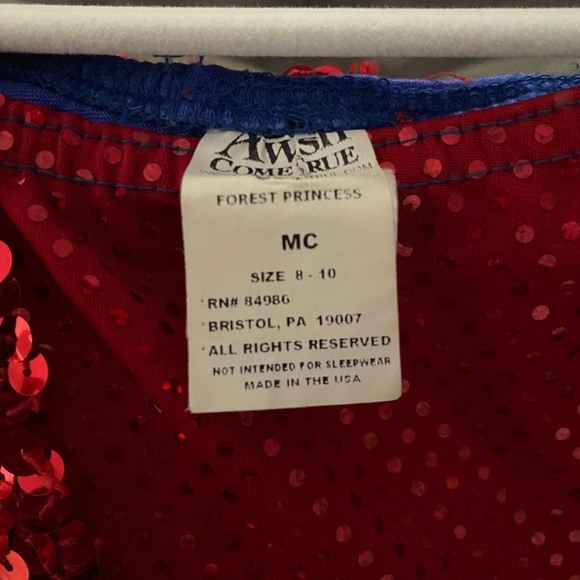 A WSH
COME TRUE
FOREST PRINCESS
MC
SIZE 8 - 10
RN# 84986
BRISTOL, PA 19007
ALL RIGHTS RESERVED
NOT INTENDED FOR SLEEPWEAR
MADE IN THE USA